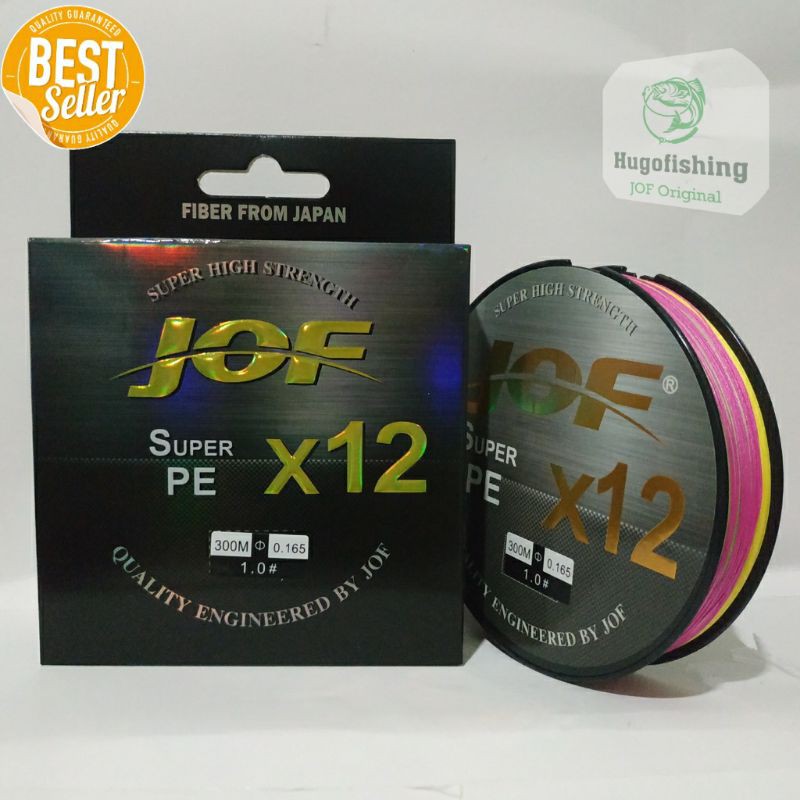 QUALITY GUARANTEED
BEST
Seller
QUALITY GUARAN
Hugofishing
JOF Original
FIBER FROM JAPAN
SUPER HIGH STRENGTH
JOF
SUPER
PE
x12
300M Φ 0.165
1.0#
QUALITY ENGINEERED BY JOF
SUPER HIGH STRENGTH
JOF®
SUPER
PE
x12
300M Φ 0.165
1.0#
QUALITY ENGINEERED BY JOF